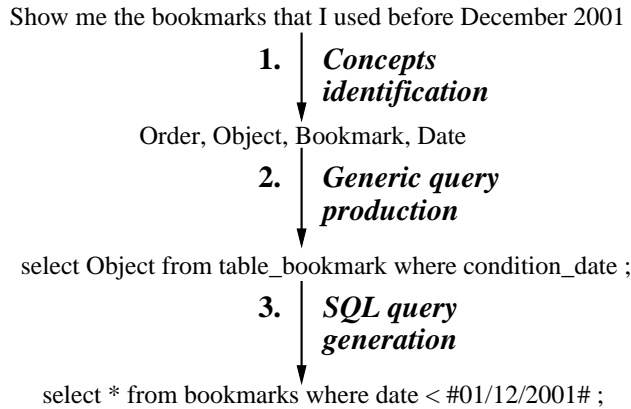 Show me the bookmarks that I used before December 2001
1. Concepts
identification
Order, Object, Bookmark, Date
2. Generic query
production
select Object from table_bookmark where condition_date ;
3. SQL query
generation
select * from bookmarks where date < #01/12/2001# ;